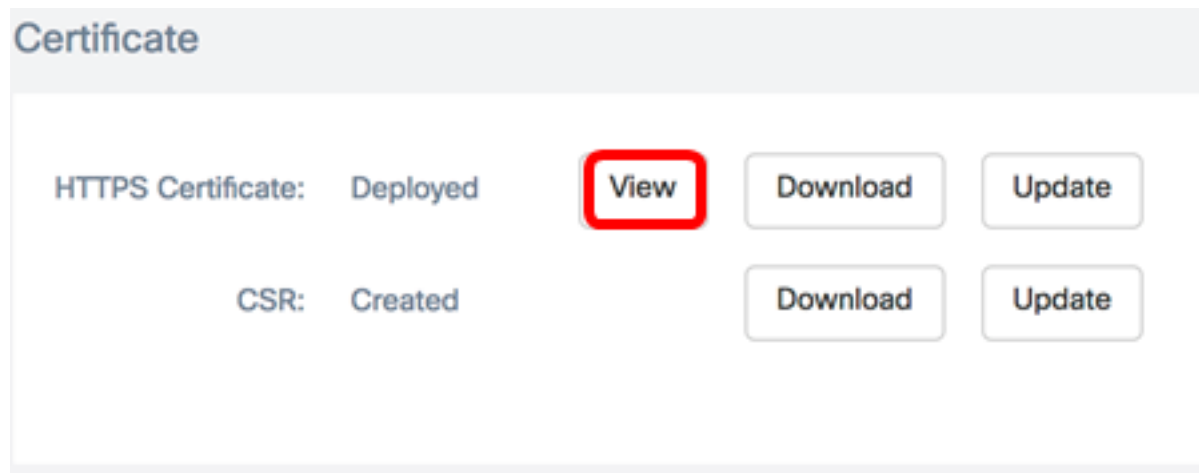 Certificate
HTTPS Certificate: Deployed View Download Update
CSR: Created Download Update